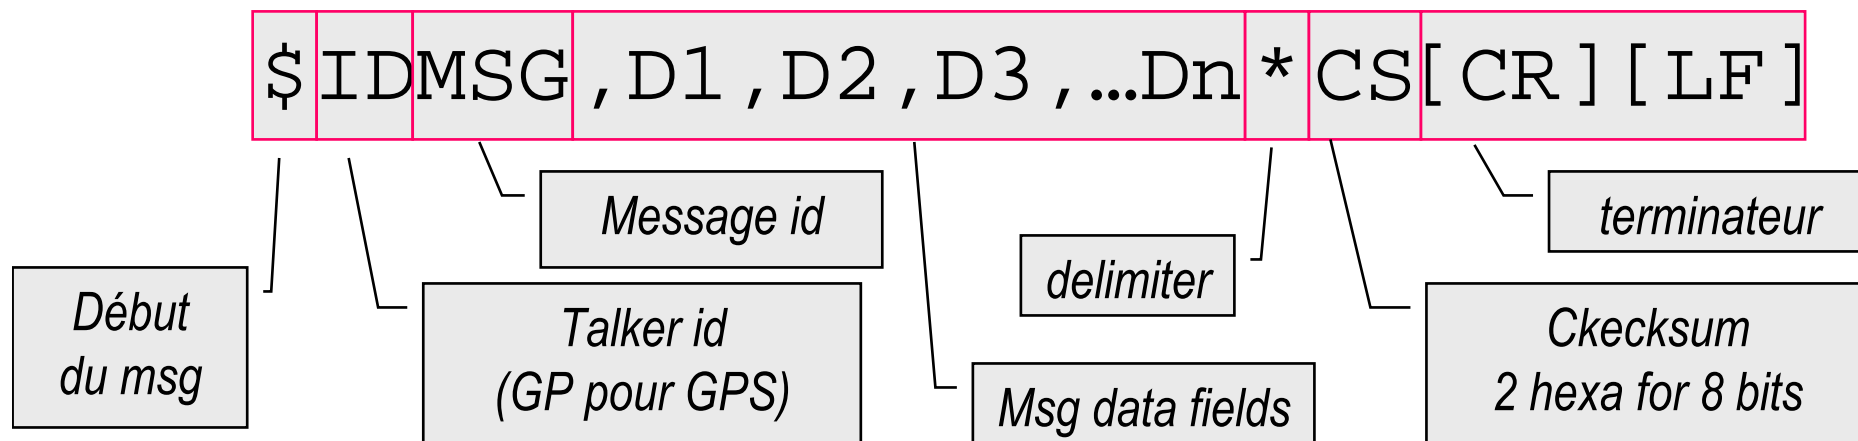 $IDMSG,D1,D2,D3,…Dn*CS[CR][LF]
Message id
terminateur
delimiter
Début
du msg
Talker id
(GP pour GPS)
Msg data fields
Ckecksum
2 hexa for 8 bits